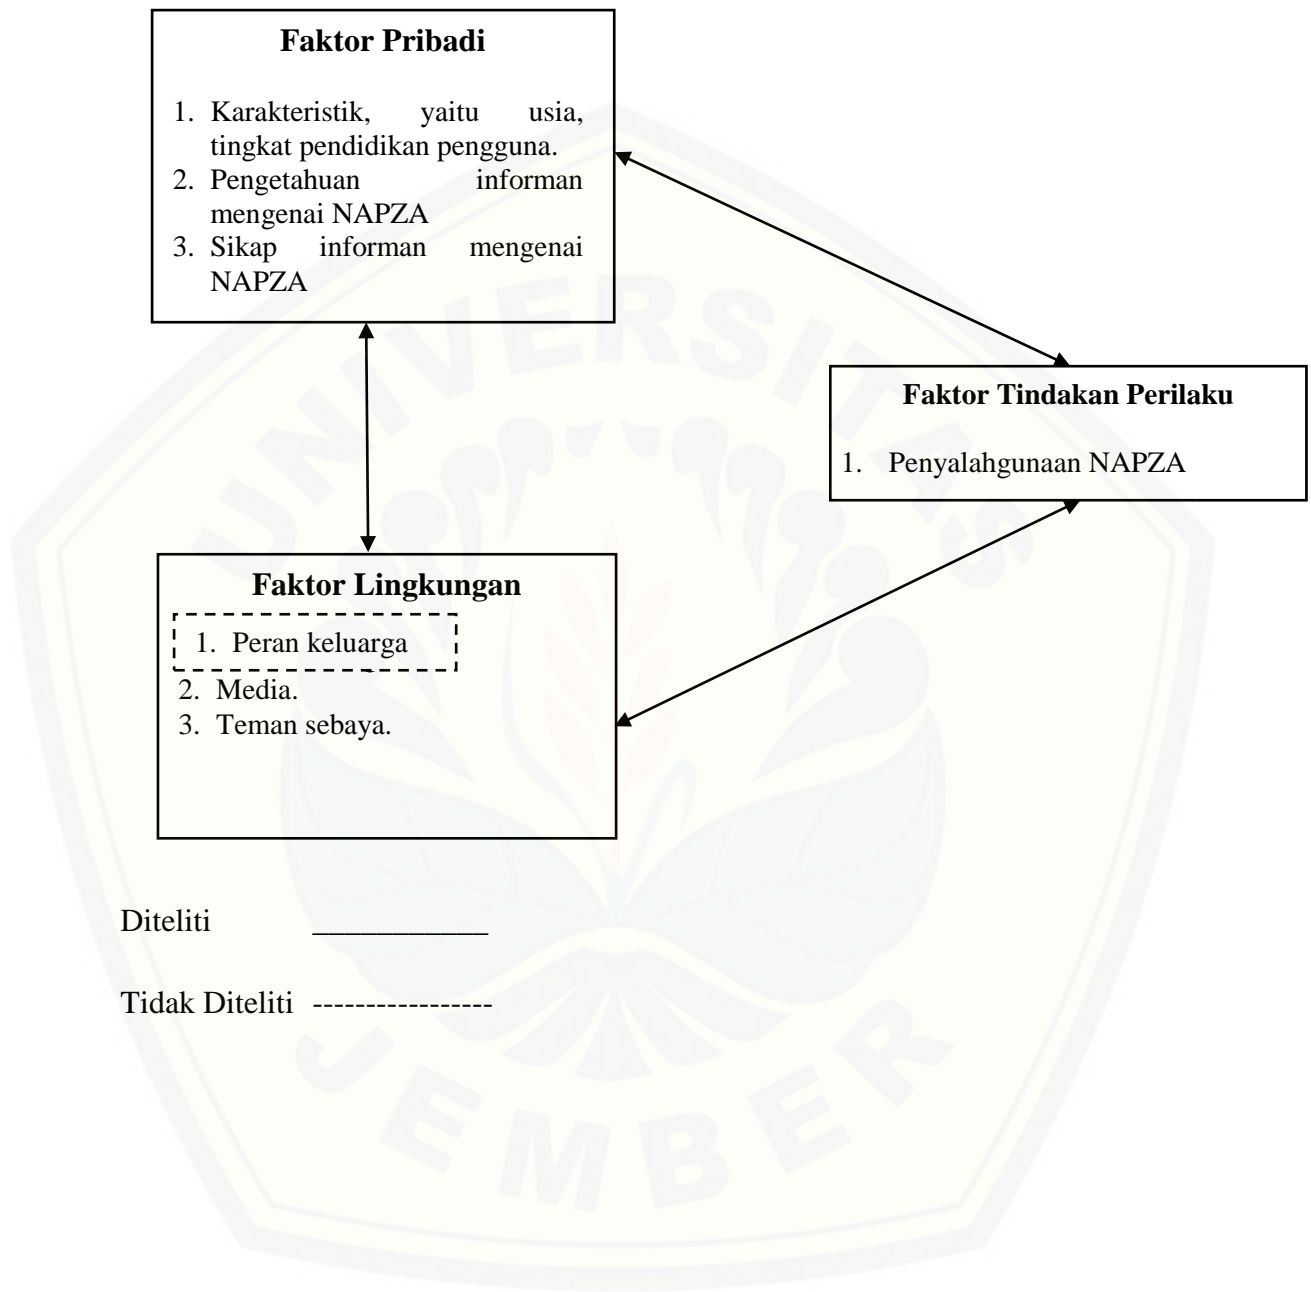 Faktor Pribadi
1. Karakteristik, yaitu usia,
tingkat pendidikan pengguna.
2. Pengetahuan informan
mengenai NAPZA
3. Sikap informan mengenai
NAPZA
Faktor Tindakan Perilaku
1. Penyalahgunaan NAPZA
Faktor Lingkungan
1. Peran keluarga
2. Media.
3. Teman sebaya.
Diteliti ___________
Tidak Diteliti -----------------
UNIVERSITAS
JEMBER